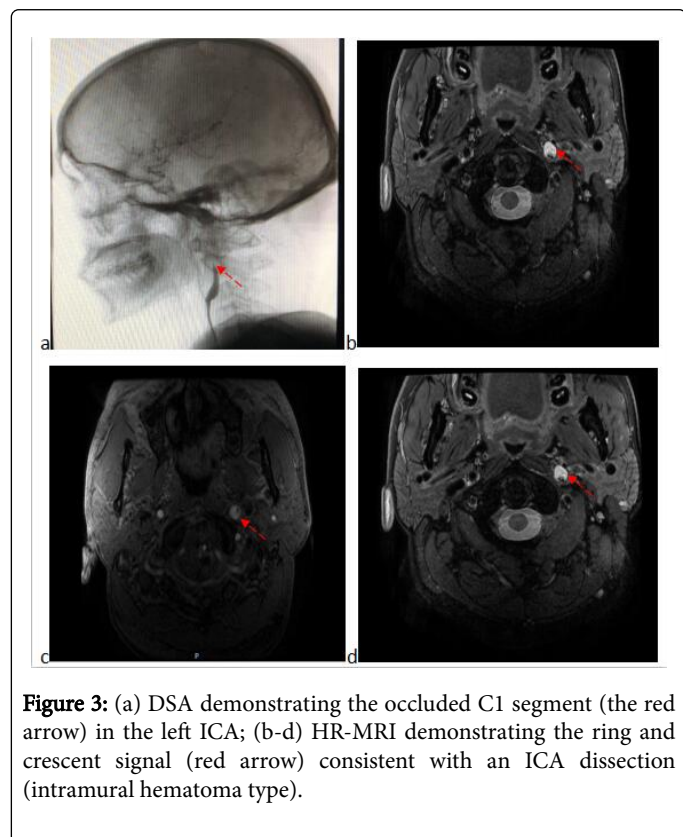 a
b
c
d
P
Figure 3: (a) DSA demonstrating the occluded C1 segment (the red
arrow) in the left ICA; (b-d) HR-MRI demonstrating the ring and
crescent signal (red arrow) consistent with an ICA dissection
(intramural hematoma type).